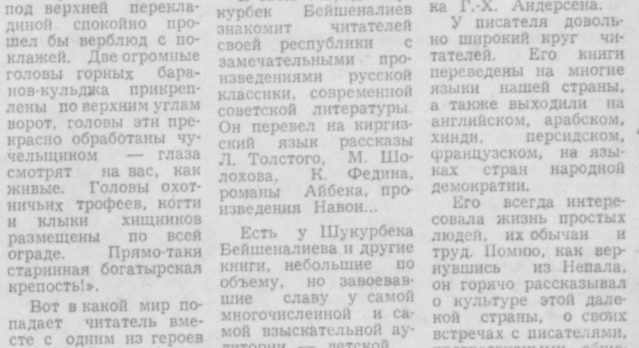 под верхней перекла-
диной спокойно про-
шел бы верблюд с по-
клажей. Две огромные
головы горных бара-
нов-кульджа прикреп-
лены по верхним углам
ворот, головы эти пре-
красно обработаны чу-
чельщиком — глаза
смотрят на вас, как
живые. Головы охот-
ничьих трофеев, когти
и клыки хищников
размещены по всей
ограде. Прямо-таки
старинная богатырская
крепость!».
Вот в какой мир по-
падает читатель вме-
сте с одним из героев
курбек Бейшеналиев
знакомит читателей
своей республики с
замечательными про-
изведениями русской
классики, современной
советской литературы.
Он перевел на киргиз-
ский язык рассказы
Л. Толстого, М. Шо-
лохова, К. Федина,
романы Айбека, про-
изведения Навои...
Есть у Шукурбека
Бейшеналиева и другие
книги, небольшие по
объему, но завоевав-
шие славу у самой
многочисленной и са-
мой взыскательной ау-
дитории — детской
ка Г.-Х. Андерсена.
У писателя доволь-
но широкий круг чи-
тателей. Его книги
переведены на многие
языки нашей страны,
а также выходили на
английском, арабском,
хинди, персидском,
французском, на язы-
ках стран народной
демократии.
Его всегда интере-
совала жизнь простых
людей, их обычаи и
труд. Помню, как вер-
нувшись из Непала,
он горячо рассказывал
о культуре этой дале-
кой страны, о своих
встречах с писателями,